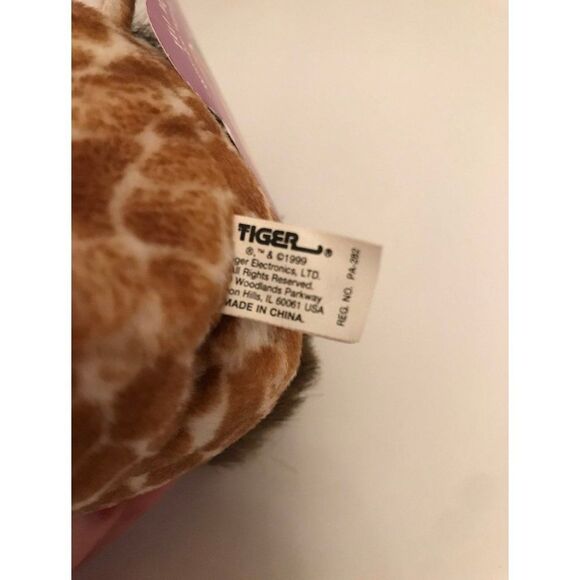 TIGER®
®,™ & ©1999
ger Electronics, LTD.
All Rights Reserved.
Woodlands Parkway
on Hills, IL 60061 USA
MADE IN CHINA.
REG. NO. PA-282